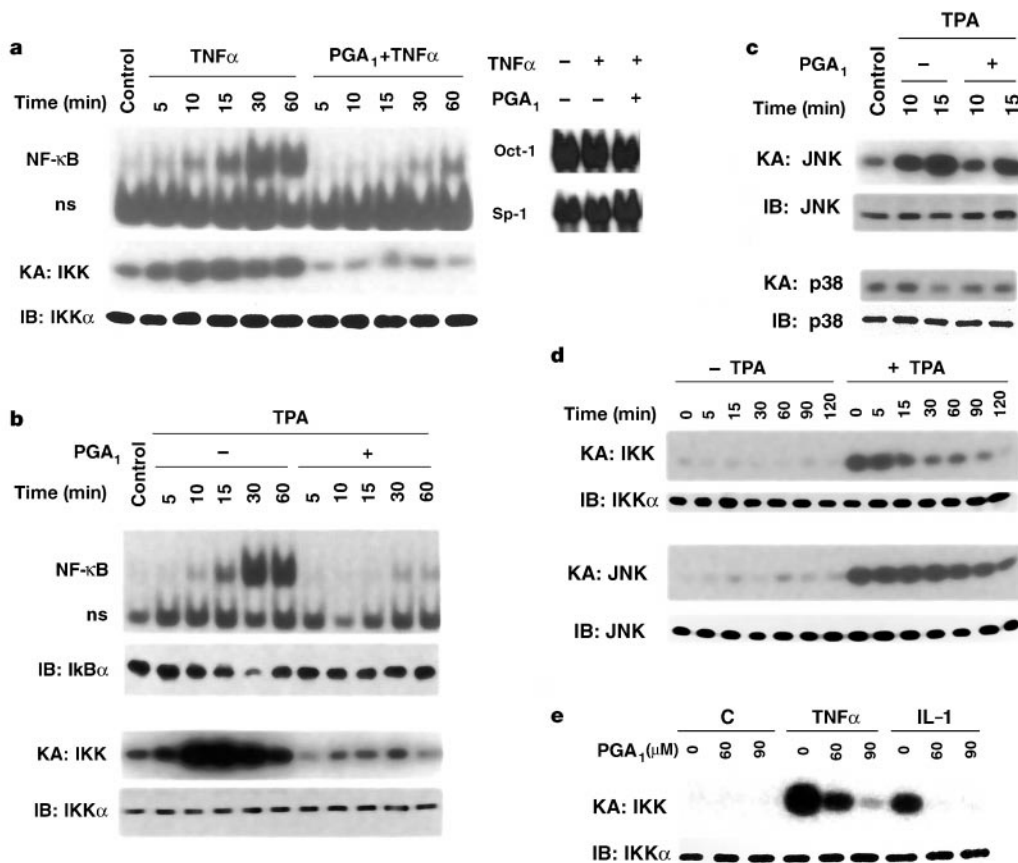 a
Control TNFα PGA₁+TNFα
Time (min) 5 10 15 30 60 5 10 15 30 60
NF-κB
ns
KA: IKK
IB: IKKα
TNFα – + +
PGA₁ – – +
Oct-1
Sp-1
b
TPA
PGA₁ – +
Control
Time (min) 5 10 15 30 60 5 10 15 30 60
NF-κB
ns
IB: IkBα
KA: IKK
IB: IKKα
c
TPA
PGA₁ – +
Control
Time (min) 10 15 10 15
KA: JNK
IB: JNK
KA: p38
IB: p38
d
– TPA + TPA
Time (min) 0 5 15 30 60 90 120 0 5 15 30 60 90 120
KA: IKK
IB: IKKα
KA: JNK
IB: JNK
e
C TNFα IL-1
PGA₁(μM) 0 60 90 0 60 90 0 60 90
KA: IKK
IB: IKKα